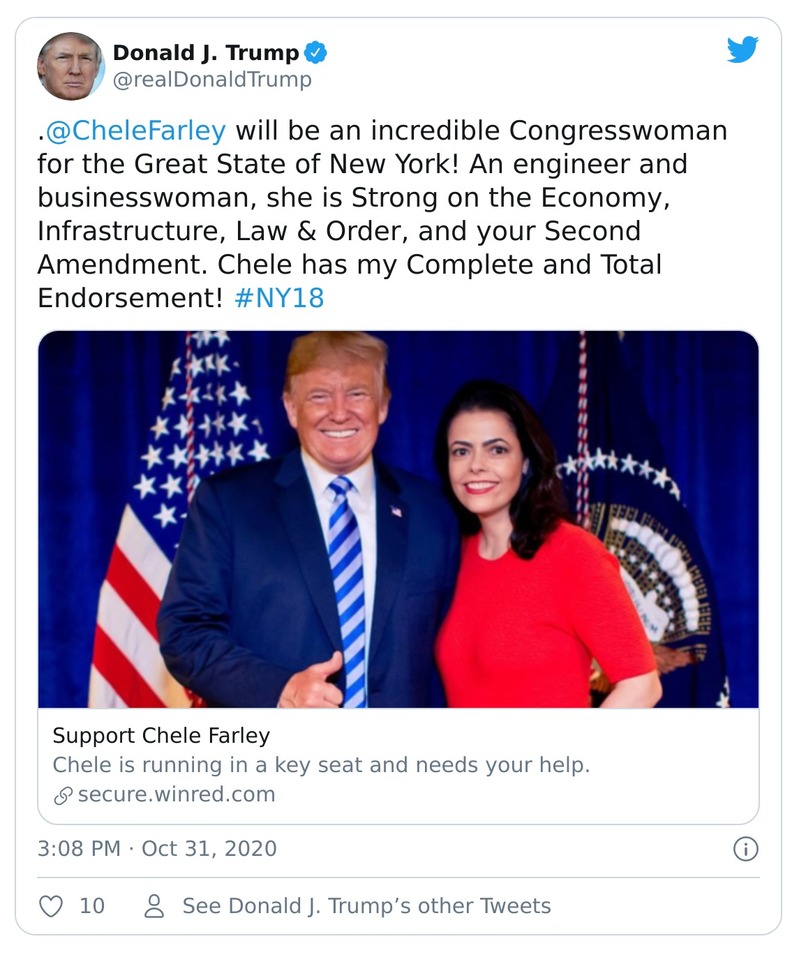 Donald J. Trump
@realDonaldTrump
.@CheleFarley will be an incredible Congresswoman
for the Great State of New York! An engineer and
businesswoman, she is Strong on the Economy,
Infrastructure, Law & Order, and your Second
Amendment. Chele has my Complete and Total
Endorsement! #NY18
Support Chele Farley
Chele is running in a key seat and needs your help.
secure.winred.com
3:08 PM · Oct 31, 2020
10
See Donald J. Trump’s other Tweets